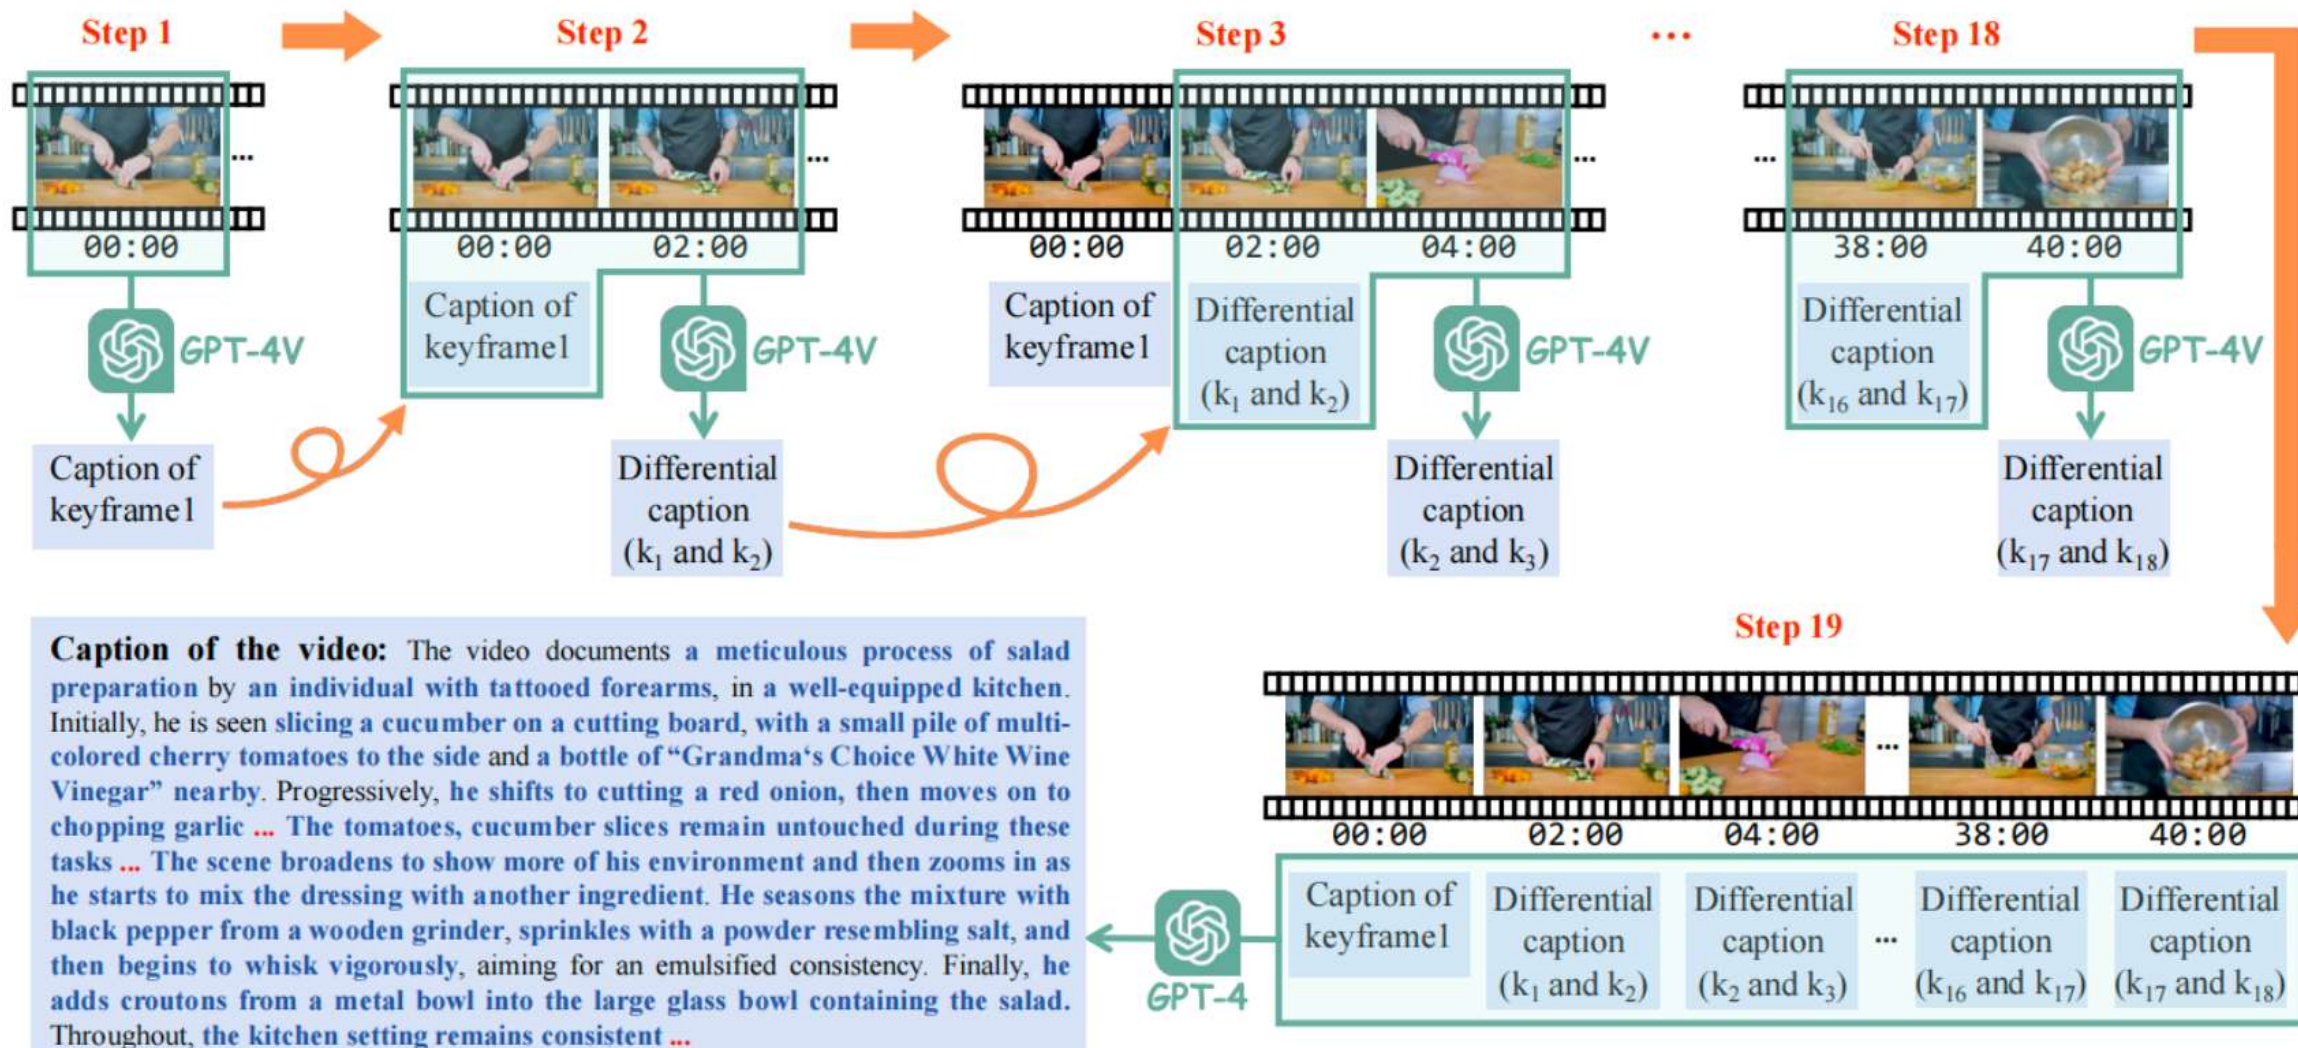 Step 1
Step 2
Step 3
...
Step 18
...
...
...
...
00:00
00:00
02:00
00:00
02:00
04:00
38:00
40:00
GPT-4V
Caption of
keyframe1
GPT-4V
Caption of
keyframe1
Differential
caption
(k₁ and k₂)
GPT-4V
Differential
caption
(k₁₆ and k₁₇)
GPT-4V
Caption of
keyframe1
Differential
caption
(k₁ and k₂)
Differential
caption
(k₂ and k₃)
Differential
caption
(k₁₇ and k₁₈)
Caption of the video: The video documents a meticulous process of salad
preparation by an individual with tattooed forearms, in a well-equipped kitchen.
Initially, he is seen slicing a cucumber on a cutting board, with a small pile of multi-
colored cherry tomatoes to the side and a bottle of “Grandma‘s Choice White Wine
Vinegar” nearby. Progressively, he shifts to cutting a red onion, then moves on to
chopping garlic ... The tomatoes, cucumber slices remain untouched during these
tasks ... The scene broadens to show more of his environment and then zooms in as
he starts to mix the dressing with another ingredient. He seasons the mixture with
black pepper from a wooden grinder, sprinkles with a powder resembling salt, and
then begins to whisk vigorously, aiming for an emulsified consistency. Finally, he
adds croutons from a metal bowl into the large glass bowl containing the salad.
Throughout, the kitchen setting remains consistent ...
Step 19
...
00:00
02:00
04:00
38:00
40:00
GPT-4
Caption of
keyframe1
Differential
caption
(k₁ and k₂)
Differential
caption
(k₂ and k₃)
...
Differential
caption
(k₁₆ and k₁₇)
Differential
caption
(k₁₇ and k₁₈)